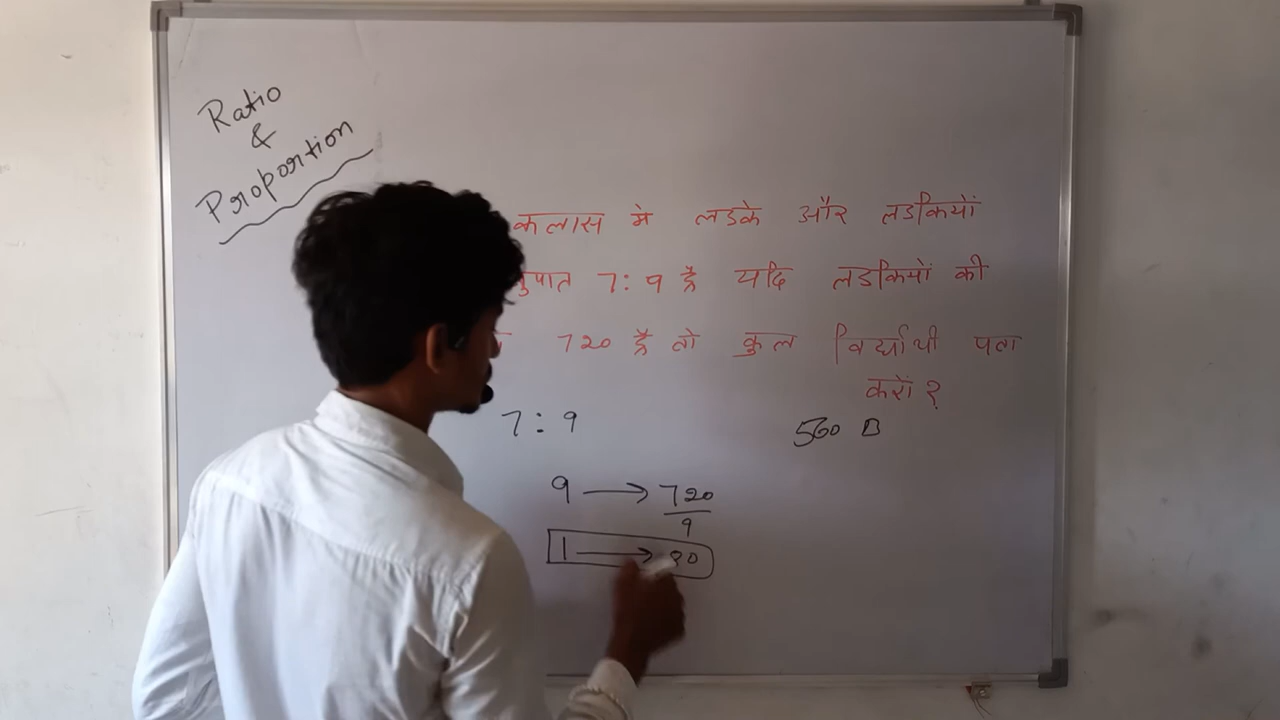 Ratio
&
Proportion
कलास मे लडके और लडकियों
नुपात 7:9 है यदि लडकियों की
720 है तो कुल विर्द्याथी पता
करों ?
7:9
560 B
9 → 720
9
1 → 80